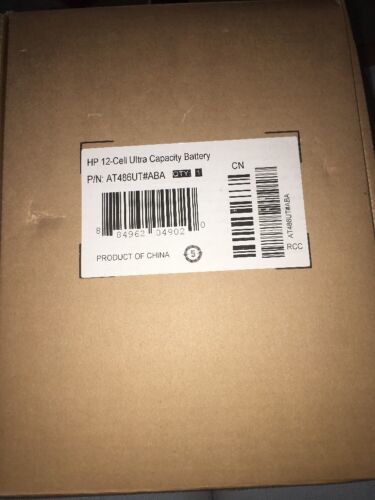 HP 12-Cell Ultra Capacity Battery
P/N: AT486UT#ABA QTY 1
8 84962 04902 0
PRODUCT OF CHINA 5
CN
AT486UT#ABA
RCC